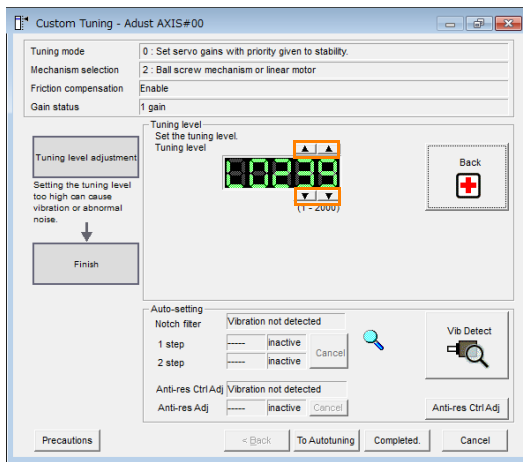 Custom Tuning - Adust AXIS#00
Tuning mode
0 : Set servo gains with priority given to stability.
Mechanism selection
2 : Ball screw mechanism or linear motor
Friction compensation
Enable
Gain status
1 gain
Tuning level adjustment
Setting the tuning level
too high can cause
vibration or abnormal
noise.
Finish
Tuning level
Set the tuning level.
Tuning level
L0239
(1 - 2000)
Back
Auto-setting
Notch filter
Vibration not detected
1 step
-----
inactive
2 step
-----
inactive
Cancel
Anti-res Ctrl Adj
Vibration not detected
Anti-res Adj
-----
inactive
Cancel
Vib Detect
Anti-res Ctrl Adj
Precautions
< Back
To Autotuning
Completed.
Cancel